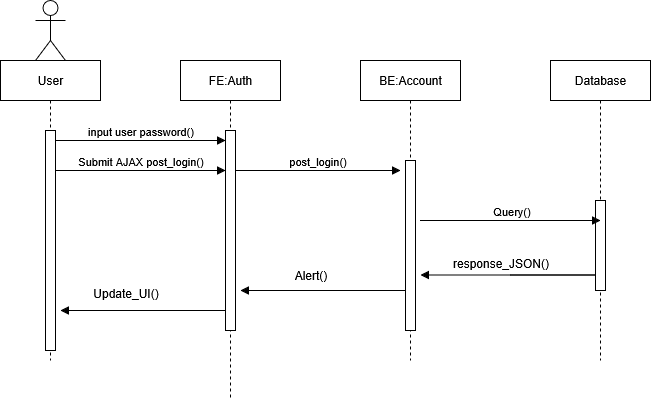 User
FE:Auth
BE:Account
Database
input user password()
Submit AJAX post_login()
post_login()
Query()
response_JSON()
Alert()
Update_UI()